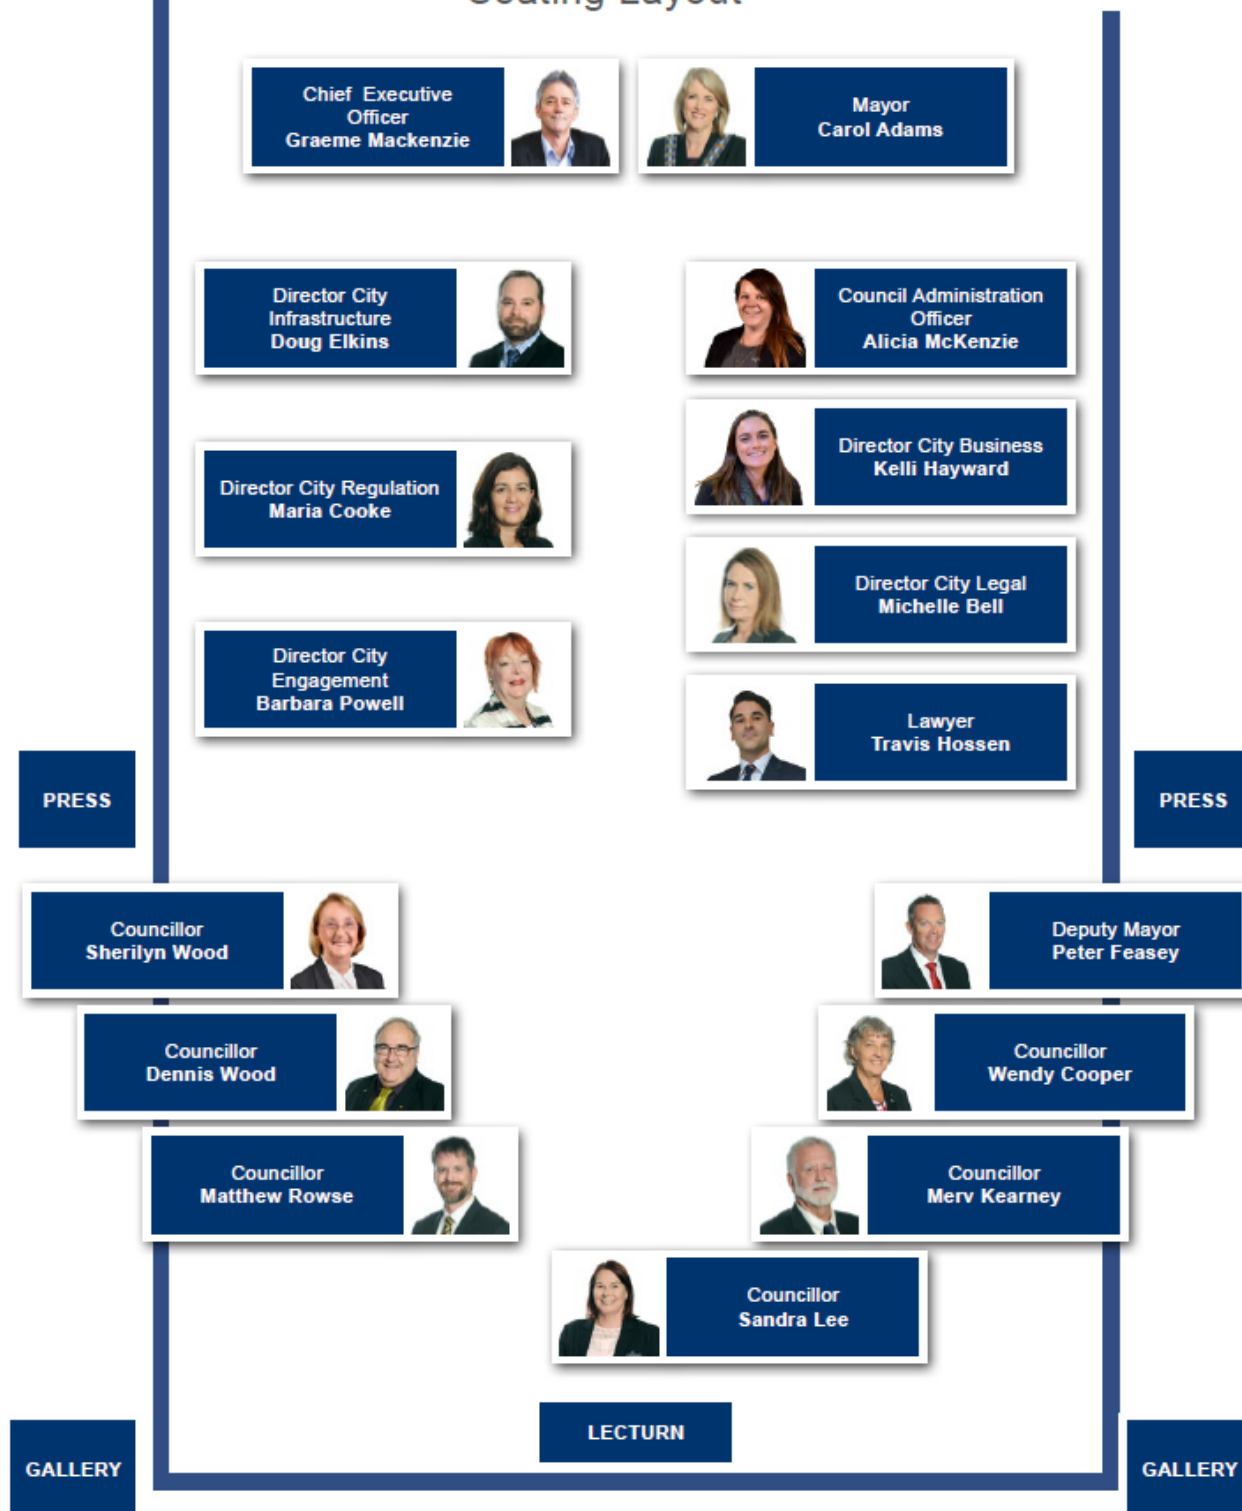 Seating Layout
Chief Executive
Officer
Graeme Mackenzie
Mayor
Carol Adams
Director City
Infrastructure
Doug Elkins
Council Administration
Officer
Alicia McKenzie
Director City Business
Kelli Hayward
Director City Regulation
Maria Cooke
Director City Legal
Michelle Bell
Director City
Engagement
Barbara Powell
Lawyer
Travis Hossen
PRESS
PRESS
Councillor
Sherilyn Wood
Deputy Mayor
Peter Feasey
Councillor
Dennis Wood
Councillor
Wendy Cooper
Councillor
Matthew Rowse
Councillor
Merv Kearney
Councillor
Sandra Lee
LECTURN
GALLERY
GALLERY